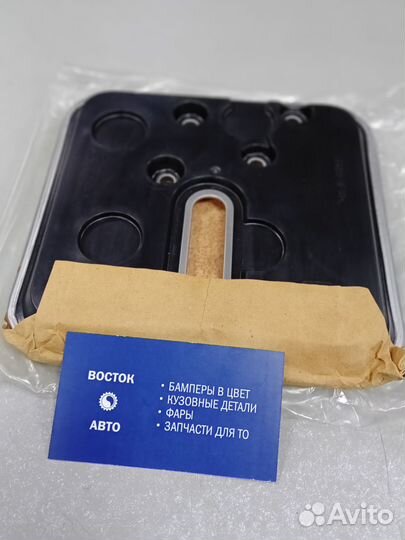 ВОСТОК
АВТО
• БАМПЕРЫ В ЦВЕТ
• КУЗОВНЫЕ ДЕТАЛИ
• ФАРЫ
• ЗАПЧАСТИ ДЛЯ ТО
Avito